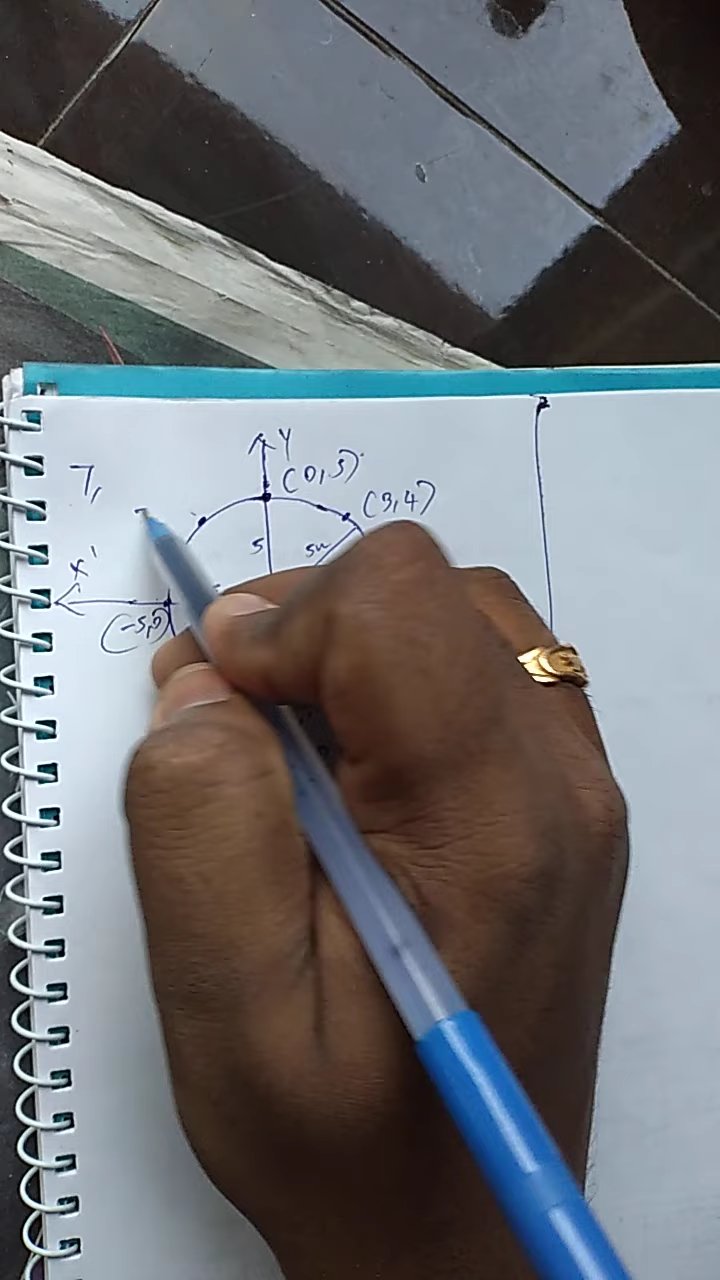 Y
(0,5)
7,
(3,4)
5
X'
(-5,0)